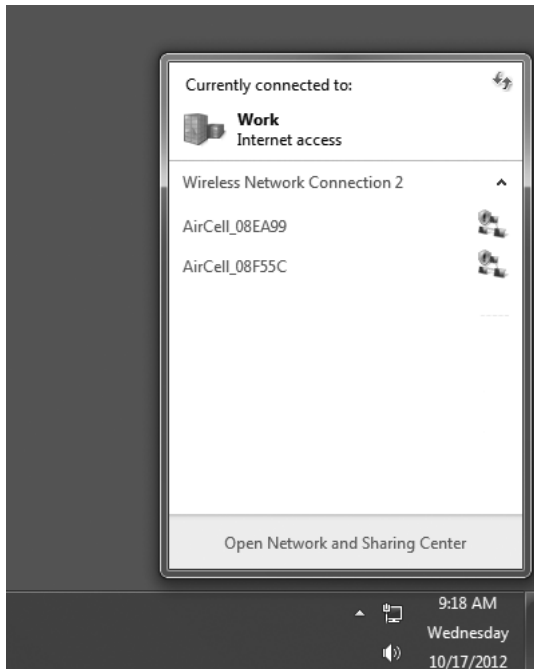 Currently connected to:
Work
Internet access
Wireless Network Connection 2
AirCell_08EA99
AirCell_08F55C
Open Network and Sharing Center
9:18 AM
Wednesday
10/17/2012